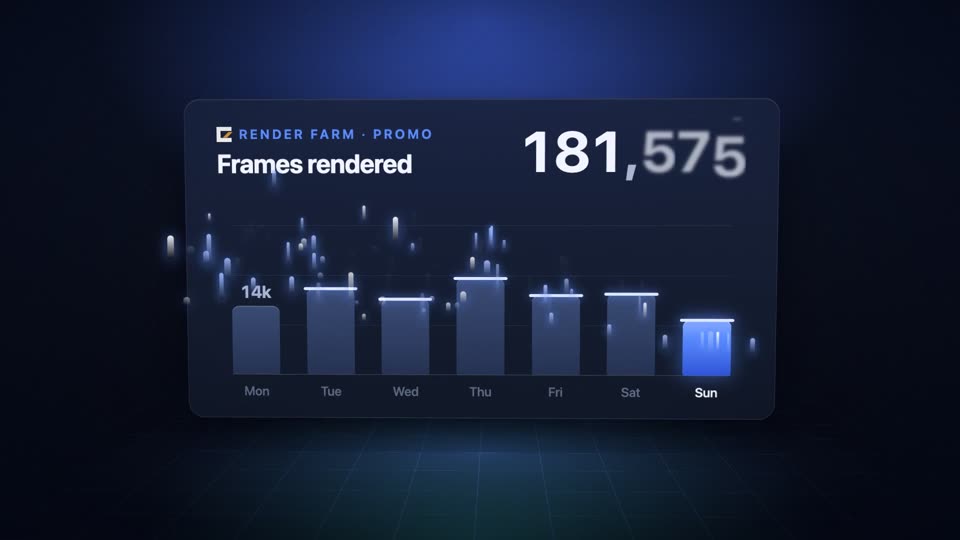 RENDER FARM · PROMO
Frames rendered
181,575
14k
Mon Tue Wed Thu Fri Sat Sun